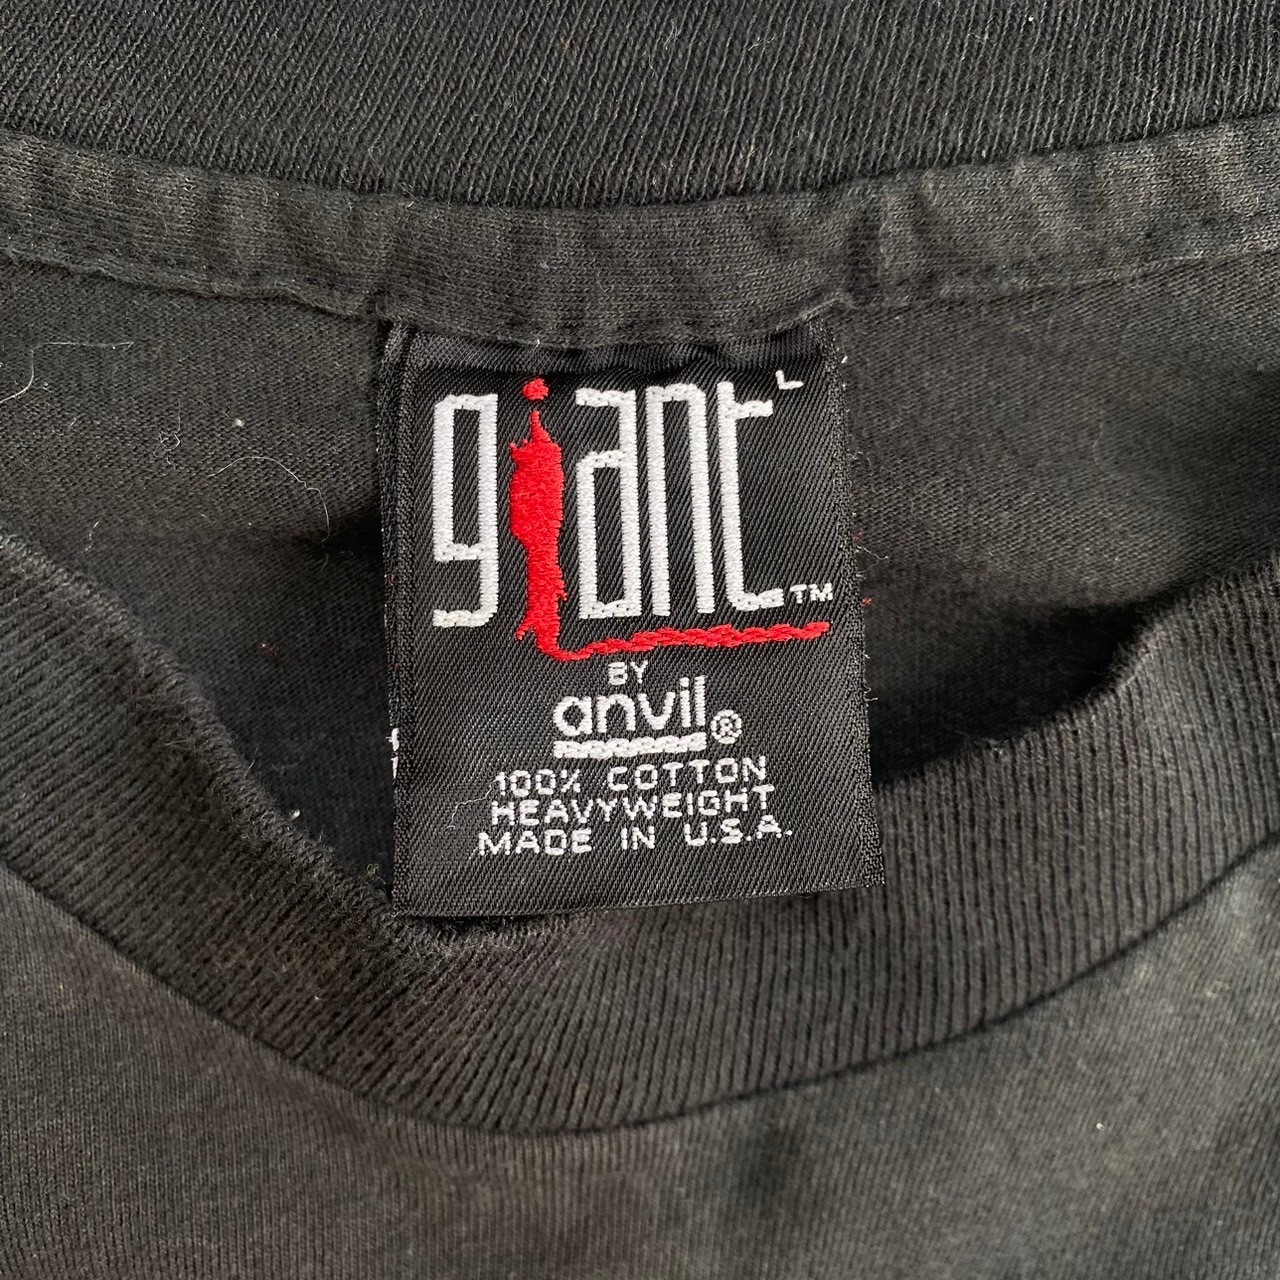 giant L ™
BY
anvil®
100% COTTON
HEAVYWEIGHT
MADE IN U.S.A.